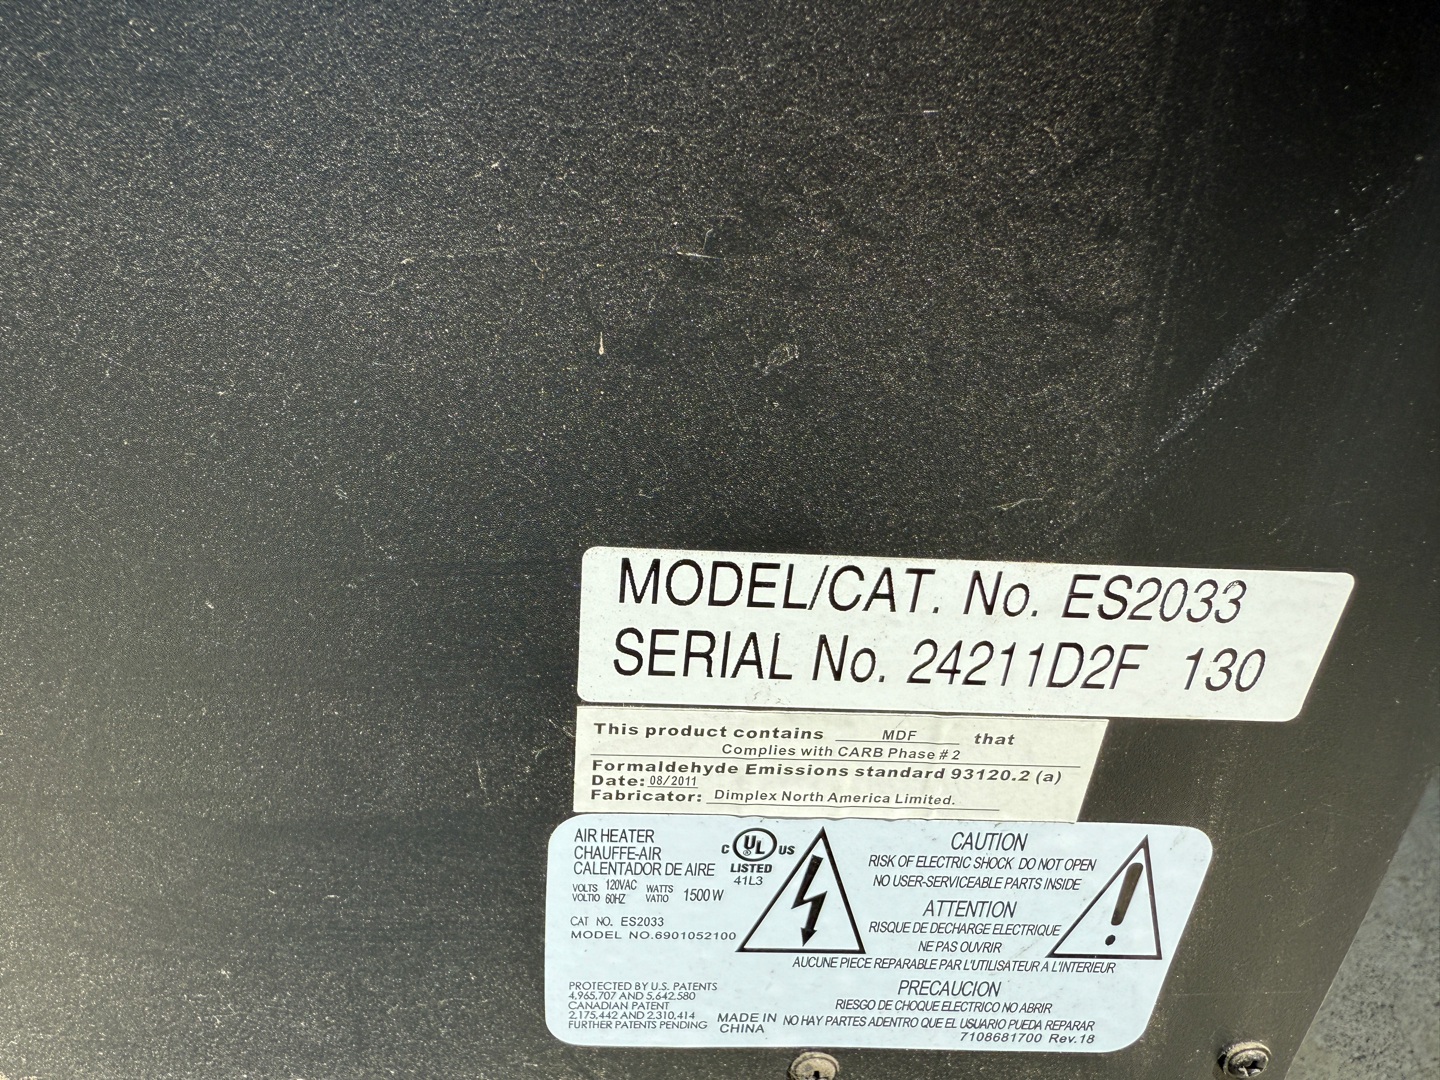 MODEL/CAT. No. ES2033
SERIAL No. 24211D2F 130
This product contains MDF that
Complies with CARB Phase # 2
Formaldehyde Emissions standard 93120.2 (a)
Date: 08/2011
Fabricator: Dimplex North America Limited.
AIR HEATER
CHAUFFE-AIR
CALENTADOR DE AIRE
VOLTS 120VAC WATTS 1500 W
VOLTIO 60HZ VATIO
CAT NO. ES2033
MODEL NO.6901052100
C UL ® US
LISTED
41L3
CAUTION
RISK OF ELECTRIC SHOCK DO NOT OPEN
NO USER-SERVICEABLE PARTS INSIDE
ATTENTION
RISQUE DE DECHARGE ELECTRIQUE
NE PAS OUVRIR
AUCUNE PIECE REPARABLE PAR L'UTILISATEUR A L'INTERIEUR
PRECAUCION
RIESGO DE CHOQUE ELECTRICO NO ABRIR
NO HAY PARTES ADENTRO QUE EL USUARIO PUEDA REPARAR
7108681700 Rev.18
PROTECTED BY U.S. PATENTS
4,965,707 AND 5,642,580
CANADIAN PATENT
2,175,442 AND 2,310,414
FURTHER PATENTS PENDING
MADE IN
CHINA